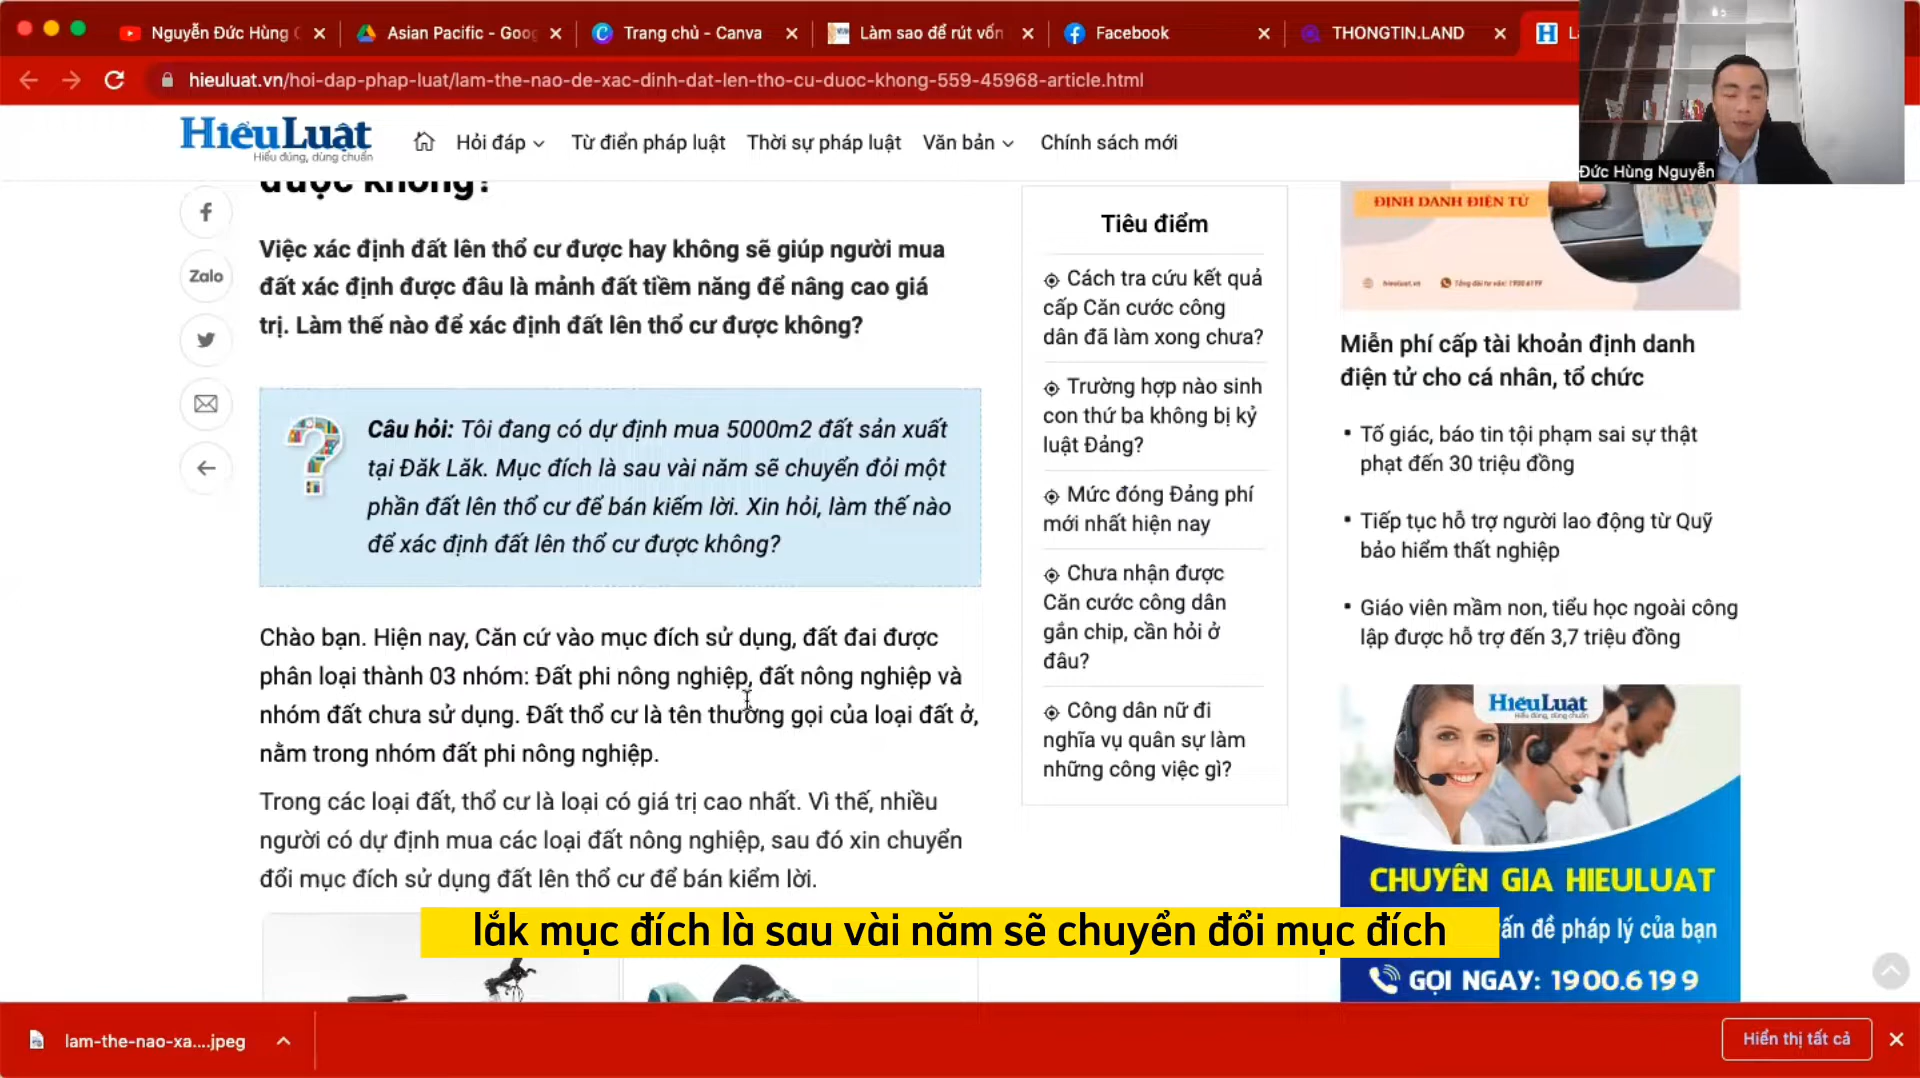 Nguyễn Đức Hùng
Asian Pacific - Goog
Trang chủ - Canva
Làm sao để rút vốn
Facebook
THONGTIN.LAND
hieuluat.vn/hoi-dap-phap-luat/lam-the-nao-de-xac-dinh-dat-len-tho-cu-duoc-khong-559-45968-article.html
Đức Hùng Nguyễn
HiểuLuật
Hiểu đúng, dùng chuẩn
Hỏi đáp
Từ điển pháp luật
Thời sự pháp luật
Văn bản
Chính sách mới
được không?
Zalo
Việc xác định đất lên thổ cư được hay không sẽ giúp người mua
đất xác định được đâu là mảnh đất tiềm năng để nâng cao giá
trị. Làm thế nào để xác định đất lên thổ cư được không?
Câu hỏi: Tôi đang có dự định mua 5000m2 đất sản xuất
tại Đăk Lăk. Mục đích là sau vài năm sẽ chuyển đỏi một
phần đất lên thổ cư để bán kiếm lời. Xin hỏi, làm thế nào
để xác định đất lên thổ cư được không?
Chào bạn. Hiện nay, Căn cứ vào mục đích sử dụng, đất đai được
phân loại thành 03 nhóm: Đất phi nông nghiệp, đất nông nghiệp và
nhóm đất chưa sử dụng. Đất thổ cư là tên thường gọi của loại đất ở,
nằm trong nhóm đất phi nông nghiệp.
Trong các loại đất, thổ cư là loại có giá trị cao nhất. Vì thế, nhiều
người có dự định mua các loại đất nông nghiệp, sau đó xin chuyển
đổi mục đích sử dụng đất lên thổ cư để bán kiếm lời.
Tiêu điểm
Cách tra cứu kết quả
cấp Căn cước công
dân đã làm xong chưa?
Trường hợp nào sinh
con thứ ba không bị kỷ
luật Đảng?
Mức đóng Đảng phí
mới nhất hiện nay
Chưa nhận được
Căn cước công dân
gắn chip, cần hỏi ở
đâu?
Công dân nữ đi
nghĩa vụ quân sự làm
những công việc gì?
ĐỊNH DANH ĐIỆN TỬ
hieuluat.vn
Tổng đài tư vấn: 1900 6199
Miễn phí cấp tài khoản định danh
điện tử cho cá nhân, tổ chức
Tố giác, báo tin tội phạm sai sự thật
phạt đến 30 triệu đồng
Tiếp tục hỗ trợ người lao động từ Quỹ
bảo hiểm thất nghiệp
Giáo viên mầm non, tiểu học ngoài công
lập được hỗ trợ đến 3,7 triệu đồng
HiểuLuật
Hiểu đúng, dùng chuẩn
CHUYÊN GIA HIEULUAT
vấn đề pháp lý của bạn
GỌI NGAY: 1900.6199
lắk mục đích là sau vài năm sẽ chuyển đổi mục đích
lam-the-nao-xa....jpeg
Hiển thị tất cả